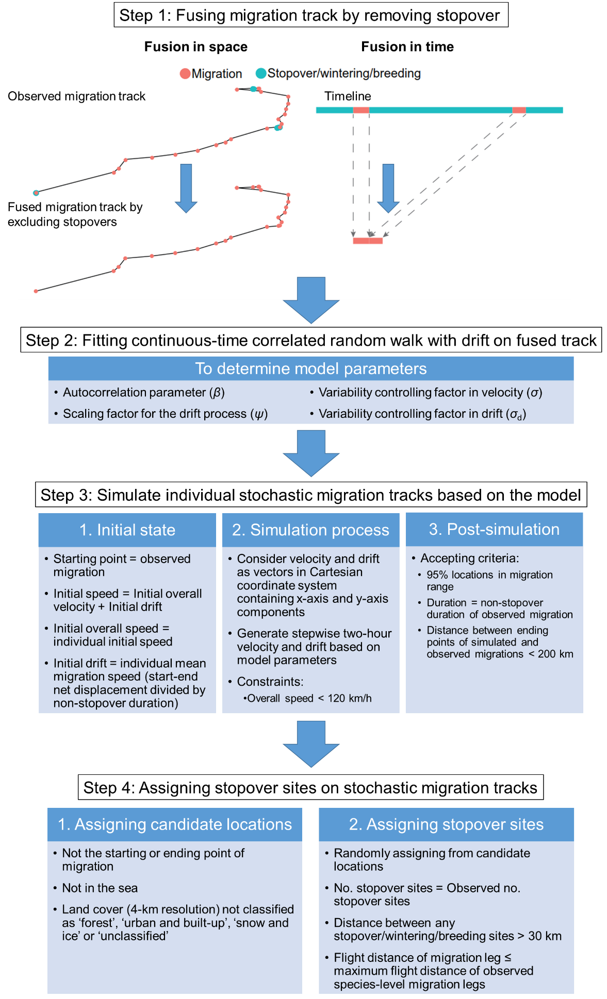 Step 1: Fusing migration track by removing stopover
Fusion in space
Fusion in time
Migration
Stopover/wintering/breeding
Observed migration track
Timeline
Fused migration track by
excluding stopovers
Step 2: Fitting continuous-time correlated random walk with drift on fused track
To determine model parameters
• Autocorrelation parameter (β)
• Scaling factor for the drift process (ψ)
• Variability controlling factor in velocity (σ)
• Variability controlling factor in drift (σd)
Step 3: Simulate individual stochastic migration tracks based on the model
1. Initial state
• Starting point = observed
migration
• Initial speed = Initial overall
velocity + Initial drift
• Initial overall speed =
individual initial speed
• Initial drift = individual mean
migration speed (start-end
net displacement divided by
non-stopover duration)
2. Simulation process
• Consider velocity and drift
as vectors in Cartesian
coordinate system
containing x-axis and y-axis
components
• Generate stepwise two-hour
velocity and drift based on
model parameters
• Constraints:
•Overall speed < 120 km/h
3. Post-simulation
• Accepting criteria:
• 95% locations in migration
range
• Duration = non-stopover
duration of observed migration
• Distance between ending
points of simulated and
observed migrations < 200 km
Step 4: Assigning stopover sites on stochastic migration tracks
1. Assigning candidate locations
• Not the starting or ending point of
migration
• Not in the sea
• Land cover (4-km resolution) not classified
as ‘forest’, ‘urban and built-up’, ‘snow and
ice’ or ‘unclassified’
2. Assigning stopover sites
• Randomly assigning from candidate
locations
• No. stopover sites = Observed no.
stopover sites
• Distance between any
stopover/wintering/breeding sites > 30 km
• Flight distance of migration leg ≤
maximum flight distance of observed
species-level migration legs